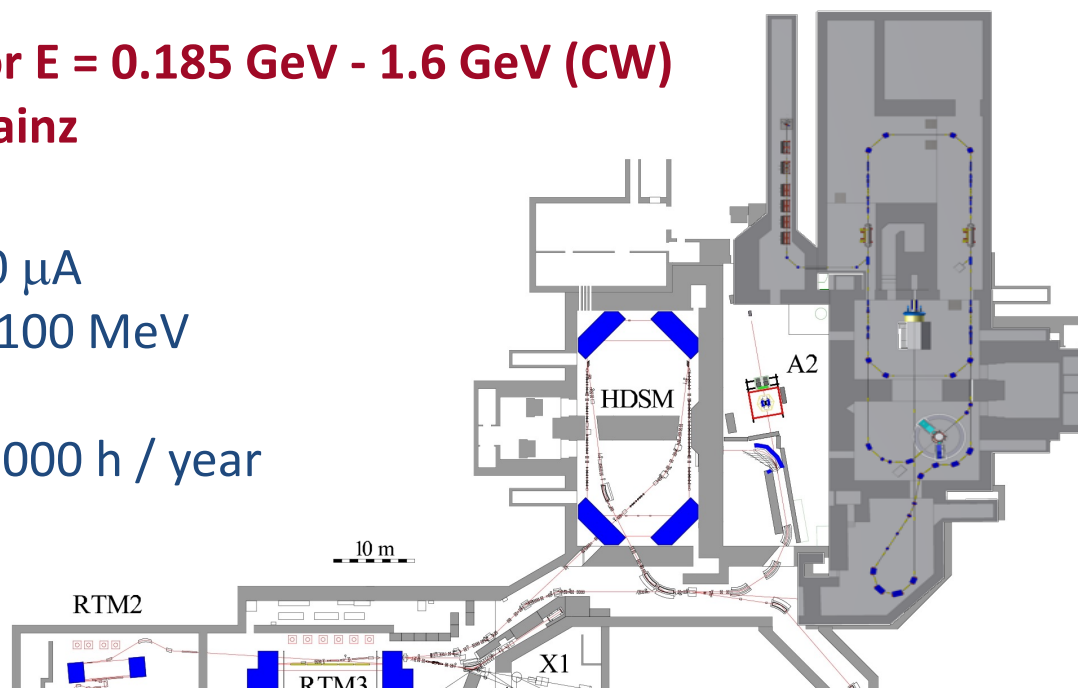 r E = 0.185 GeV - 1.6 GeV (CW)
ainz
0 μA
100 MeV
A2
HDSM
000 h / year
10 m
RTM2
X1
RTM3